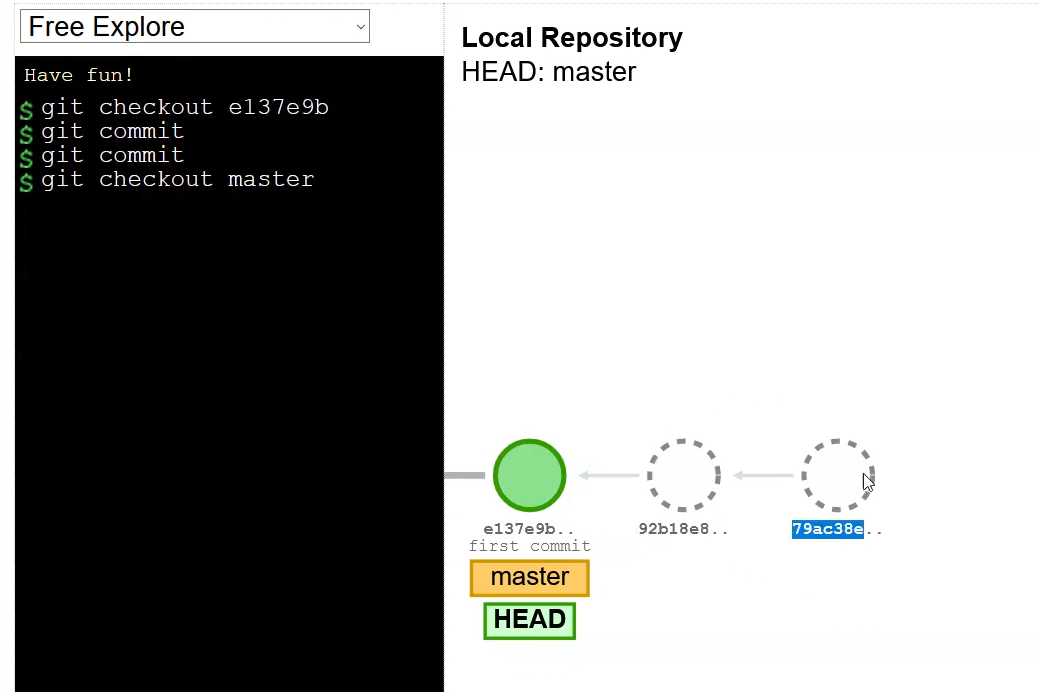 Free Explore
Local Repository
HEAD: master
Have fun!
$ git checkout e137e9b
$ git commit
$ git commit
$ git checkout master
e137e9b..
first commit
92b18e8..
79ac38e..
master
HEAD